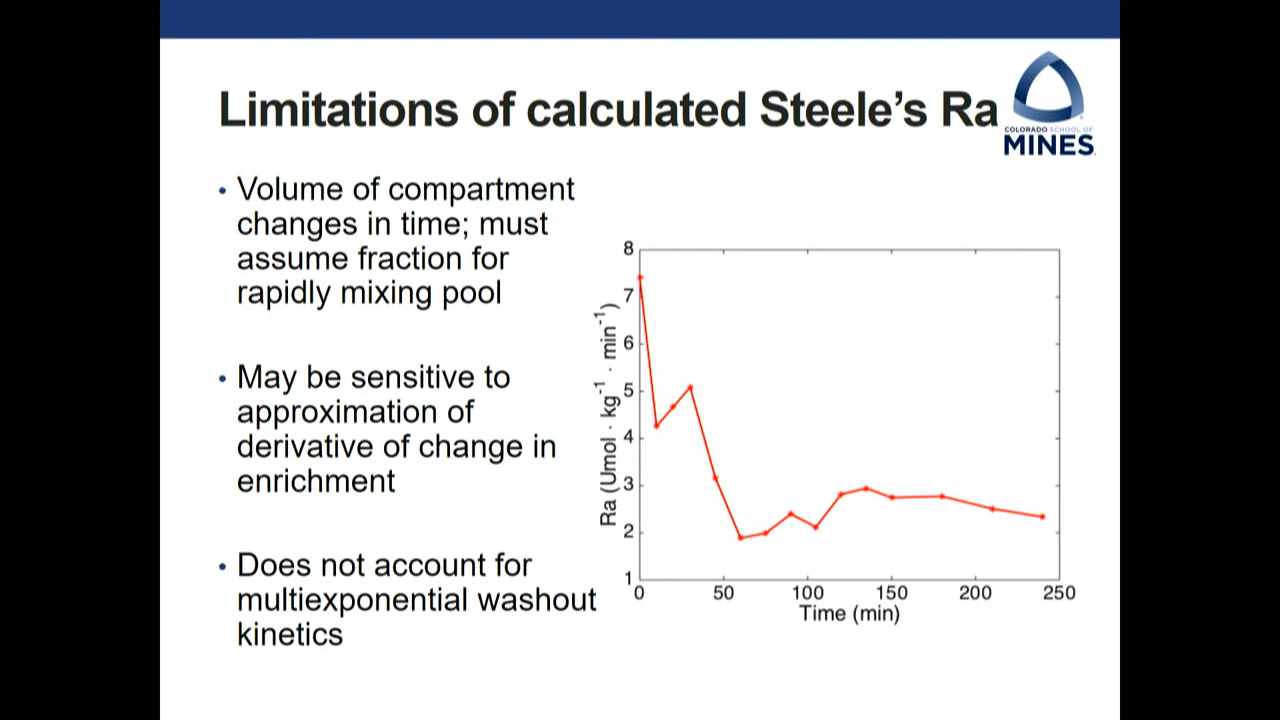 Limitations of calculated Steele's Ra
COLORADO SCHOOL OF
MINES
• Volume of compartment
changes in time; must
assume fraction for
rapidly mixing pool
• May be sensitive to
approximation of
derivative of change in
enrichment
• Does not account for
multiexponential washout
kinetics
8
7
6
5
4
3
2
1
Ra (Umol · kg⁻¹ · min⁻¹)
0 50 100 150 200 250
Time (min)